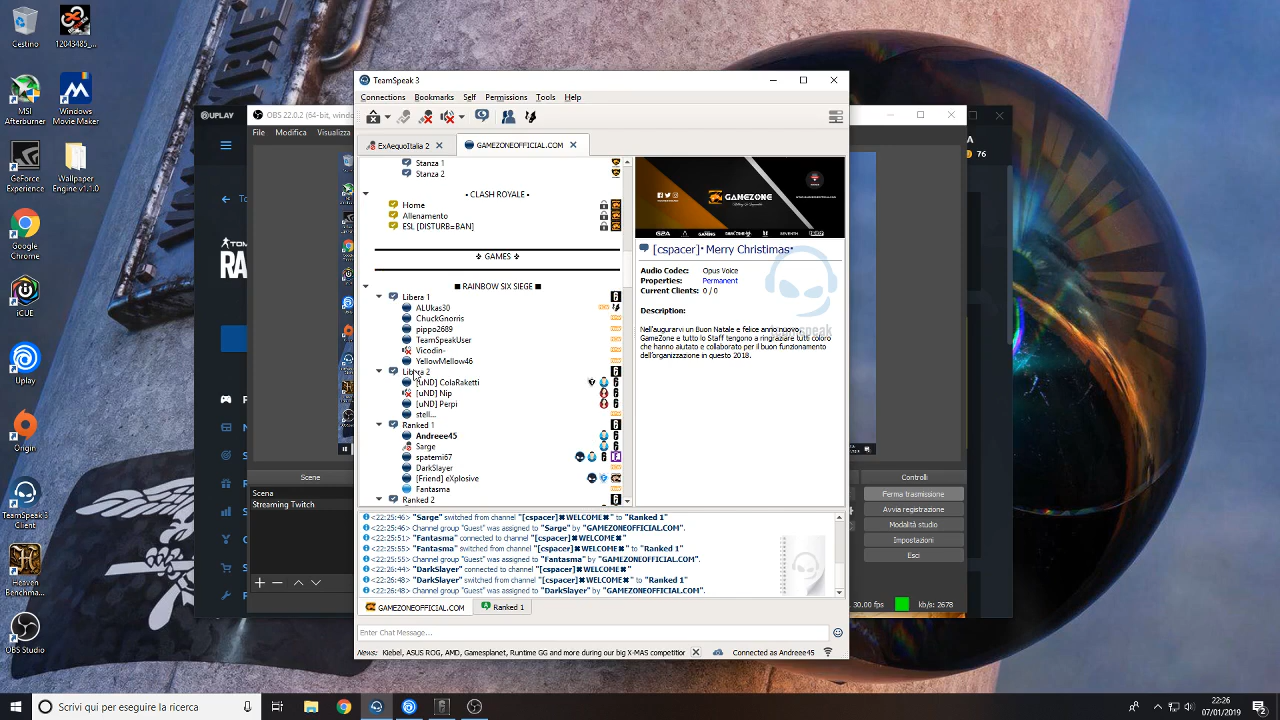 Cestino
12043485_...
MSI
Afterburner
Windows
Movie Maker
GeForce
Experience
Wallpaper
Engine v1.1.0
Google
Chrome
iCUE
Uplay
Origin
TeamSpeak 3
Client
Heaven
Benchma...
OBS Studio
UPLAY
OBS 22.0.2 (64-bit, windo
File
Modifica
Visualizza
76
Scene
Scena
Streaming Twitch
TeamSpeak 3
Connections
Bookmarks
Self
Permissions
Tools
Help
ExAequoItalia 2
GAMEZONEOFFICIAL.COM
Stanza 1
Stanza 2
• CLASH ROYALE •
Home
Allenamento
ESL [DISTURB=BAN]
GAMES
■ RAINBOW SIX SIEGE ■
Libera 1
ALUkas30
ChuckGnoris
pippo2689
TeamSpeakUser
Vicodin~
YellowMellow46
Libera 2
[uND] ColaRaketti
[uND] Nip
[uND] Perpi
stell...
Ranked 1
Andreee45
Sarge
spatemi67
DarkSlayer
[Friend] eXplosive
Fantasma
Ranked 2
GAMEZONE
[cspacer]* Merry Christimas*
Audio Codec: Opus Voice
Properties: Permanent
Current Clients: 0 / 0
Description:
Nell'augurarvi un Buon Natale e felice anno nuovo,
GameZone e tutto lo Staff tengono a ringraziare tutti coloro
che hanno aiutato e collaborato per il buon funzionamento
dell'organizzazione in questo 2018.
teamspeak
<22:25:46> "Sarge" switched from channel "[cspacer]✖WELCOME✖" to "Ranked 1"
<22:25:46> Channel group "Guest" was assigned to "Sarge" by "GAMEZONEOFFICIAL.COM".
<22:25:51> "Fantasma" connected to channel "[cspacer]✖WELCOME✖"
<22:25:55> "Fantasma" switched from channel "[cspacer]✖WELCOME✖" to "Ranked 1"
<22:25:55> Channel group "Guest" was assigned to "Fantasma" by "GAMEZONEOFFICIAL.COM".
<22:26:44> "DarkSlayer" connected to channel "[cspacer]✖WELCOME✖"
<22:26:48> "DarkSlayer" switched from channel "[cspacer]✖WELCOME✖" to "Ranked 1"
<22:26:48> Channel group "Guest" was assigned to "DarkSlayer" by "GAMEZONEOFFICIAL.COM".
GAMEZONEOFFICIAL.COM
Ranked 1
Enter Chat Message...
News: Kiebel, ASUS ROG, AMD, Gamesplanet, Runtime GG and more during our big X-MAS competitior
Connected as Andreee45
Controlli
Ferma trasmissione
Avvia registrazione
Modalità studio
Impostazioni
Esci
30.00 fps
kb/s: 2678
Scrivi qui per eseguire la ricerca
22:26
07/01/2019
2